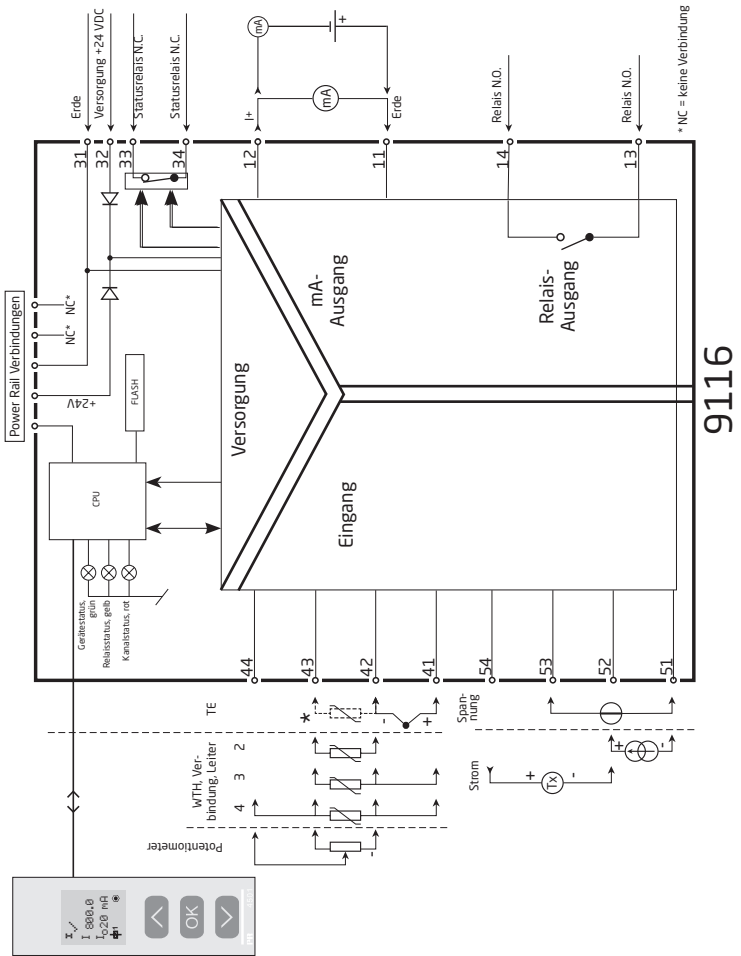 Power Rail Verbindungen
NC*
NC*
+24V
FLASH
CPU
Gerätestatus, grün
Relaisstatus, gelb
Kanalstatus, rot
Erde
Versorgung +24 VDC
Statusrelais N.C.
Statusrelais N.C.
31
32
33
34
12
11
14
13
I+
mA
mA
+
Erde
Relais N.O.
Relais N.O.
* NC = keine Verbindung
Versorgung
mA-
Ausgang
Relais-
Ausgang
Eingang
9116
44
43
42
41
54
53
52
51
TE
*
-
+
WTH, Ver-
bindung, Leiter
2
3
4
Potentiometer
-
Span-
nung
Strom
+
Tx
-
+
-
I 800.0
Io20 mA
OK
PR
4501